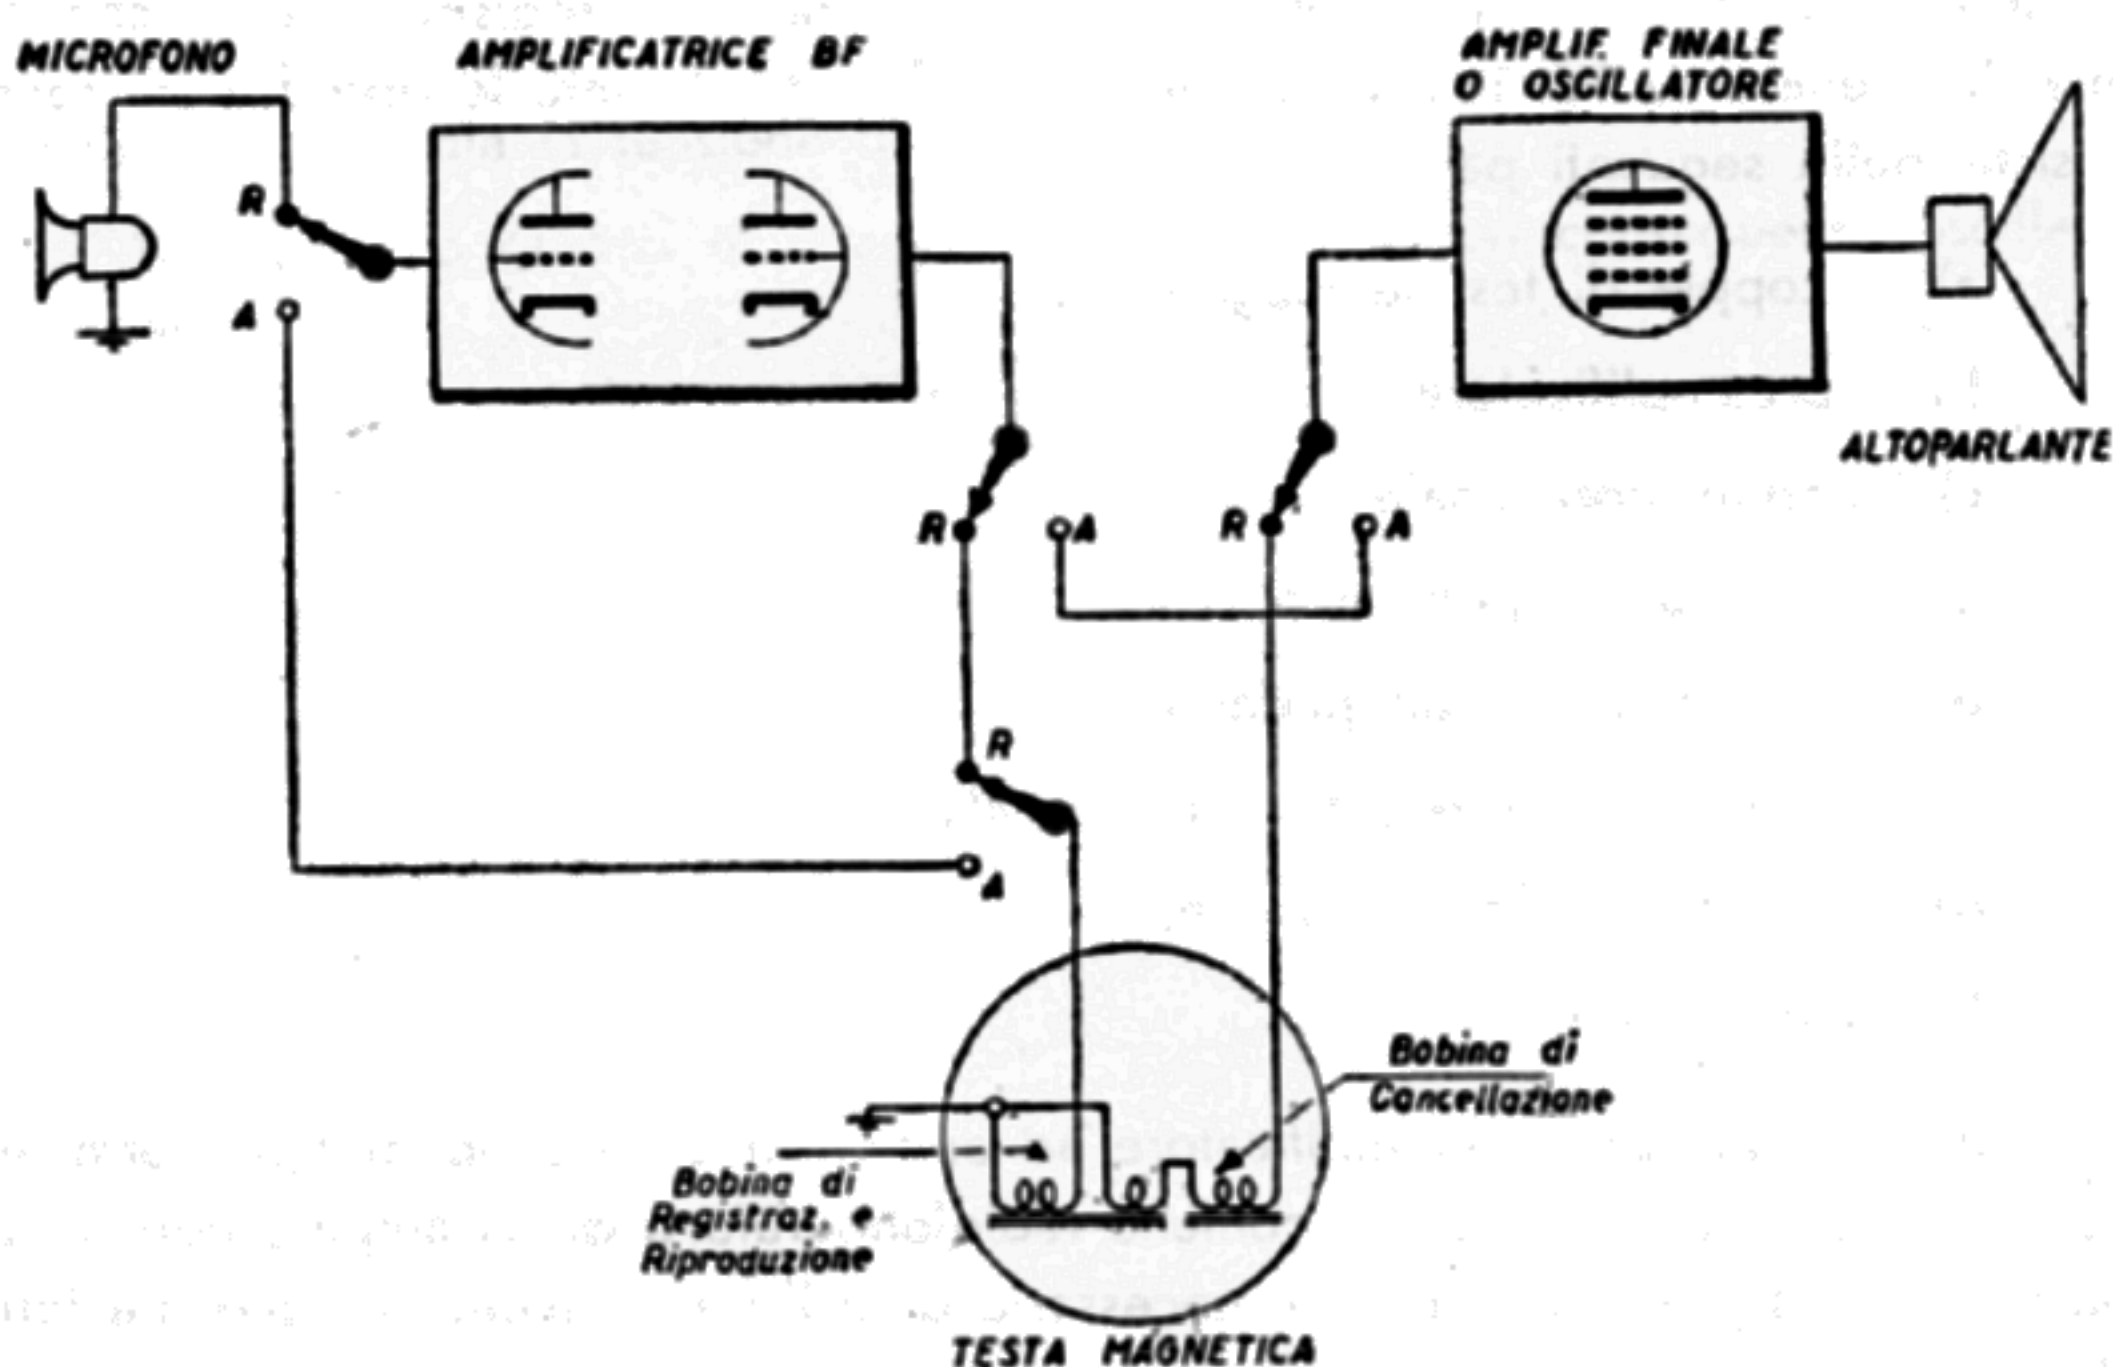 MICROFONO
AMPLIFICATRICE BF
AMPLIF. FINALE
O OSCILLATORE
R
A
ALTOPARLANTE
R
A
R
A
R
A
Bobina di
Cancellazione
Bobina di
Registraz. e
Riproduzione
TESTA MAGNETICA